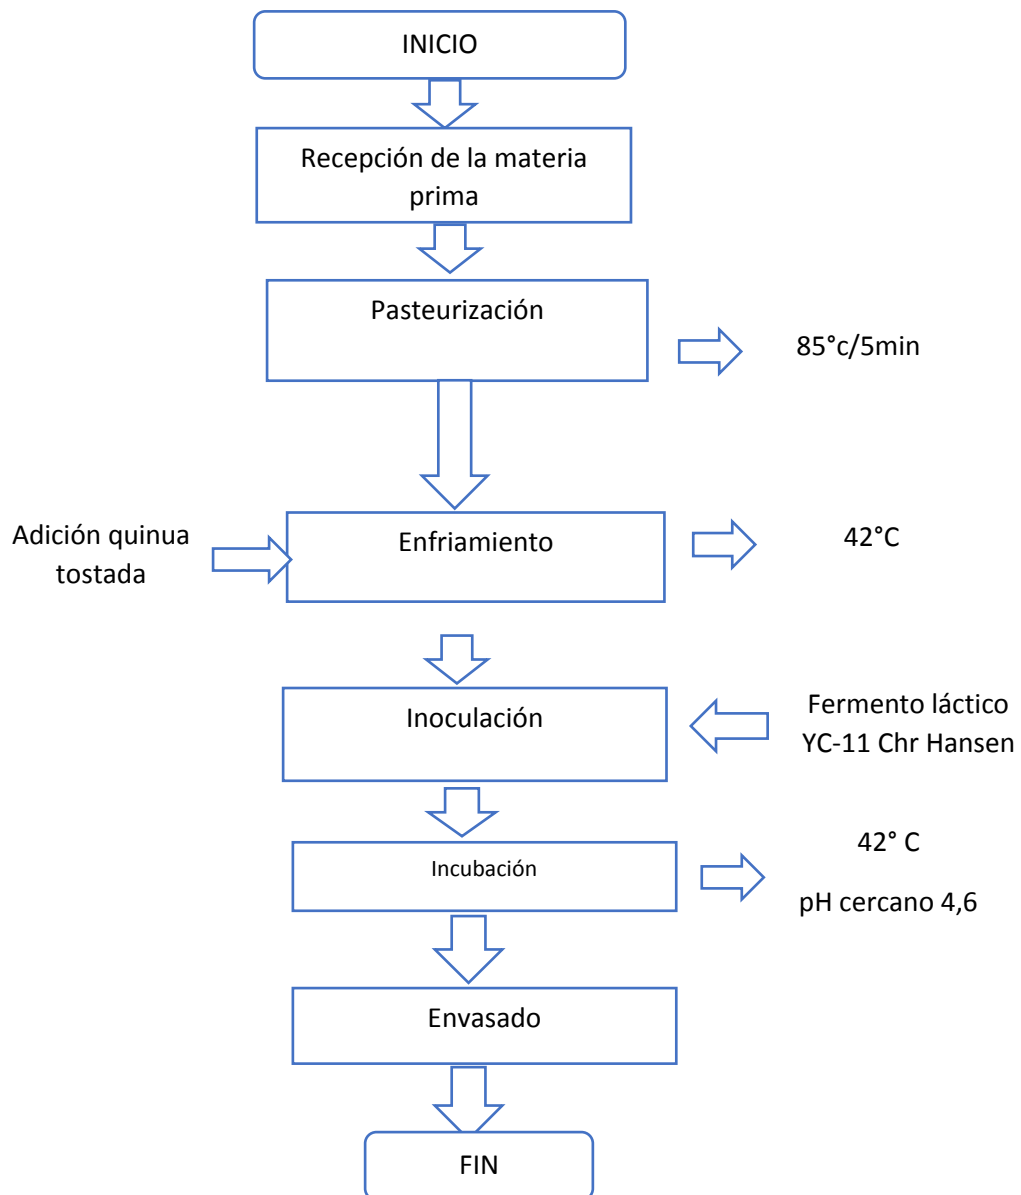 INICIO
Recepción de la materia
prima
Pasteurización
85°c/5min
Adición quinua
tostada
Enfriamiento
42°C
Inoculación
Fermento láctico
YC-11 Chr Hansen
Incubación
42° C
pH cercano 4,6
Envasado
FIN